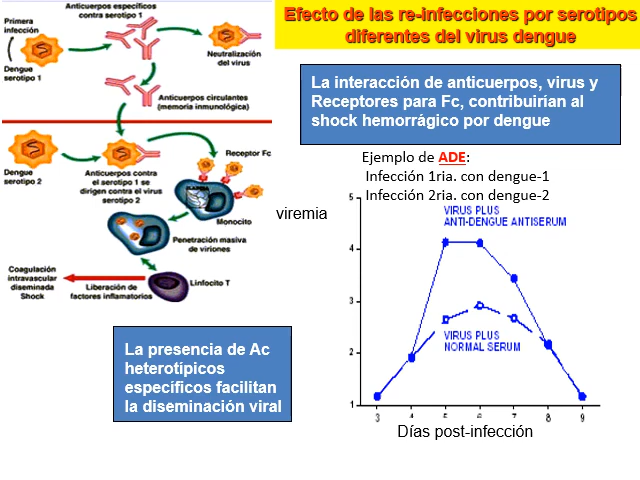 Efecto de las re-infecciones por serotipos
diferentes del virus dengue
Primera
infección
Anticuerpos específicos
contra serotipo 1
Dengue
serotipo 1
Neutralización
del virus
Anticuerpos circulantes
(memoria inmunológica)
Dengue
serotipo 2
Anticuerpos contra
el serotipo 1 se
dirigen contra el virus
serotipo 2
Receptor Fc
Monocito
Penetración masiva
de viriones
Coagulación
intravascular
diseminada
Shock
Liberación de
factores inflamatorios
Linfocito T
La interacción de anticuerpos, virus y
Receptores para Fc, contribuirían al
shock hemorrágico por dengue
Ejemplo de ADE:
Infección 1ria. con dengue-1
Infección 2ria. con dengue-2
viremia
5
4
3
2
1
VIRUS PLUS
ANTI-DENGUE ANTISERUM
VIRUS PLUS
NORMAL SERUM
3 4 5 6 7 8 9
Días post-infección
La presencia de Ac
heterotípicos
específicos facilitan
la diseminación viral